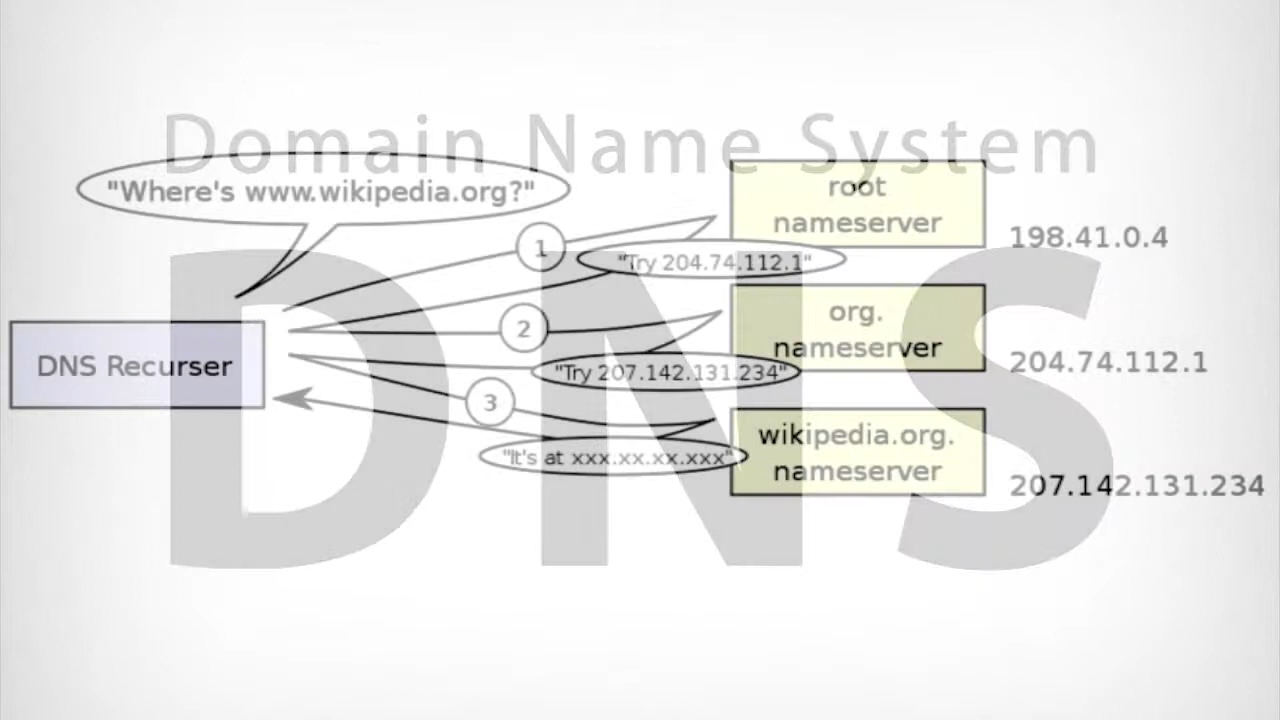 Domain Name System
"Where's www.wikipedia.org?"
root
nameserver
198.41.0.4
1
"Try 204.74.112.1"
DNS
org.
nameserver
204.74.112.1
2
DNS Recurser
"Try 207.142.131.234"
3
wikipedia.org.
nameserver
207.142.131.234
"It's at xxx.xx.xx.xxx"